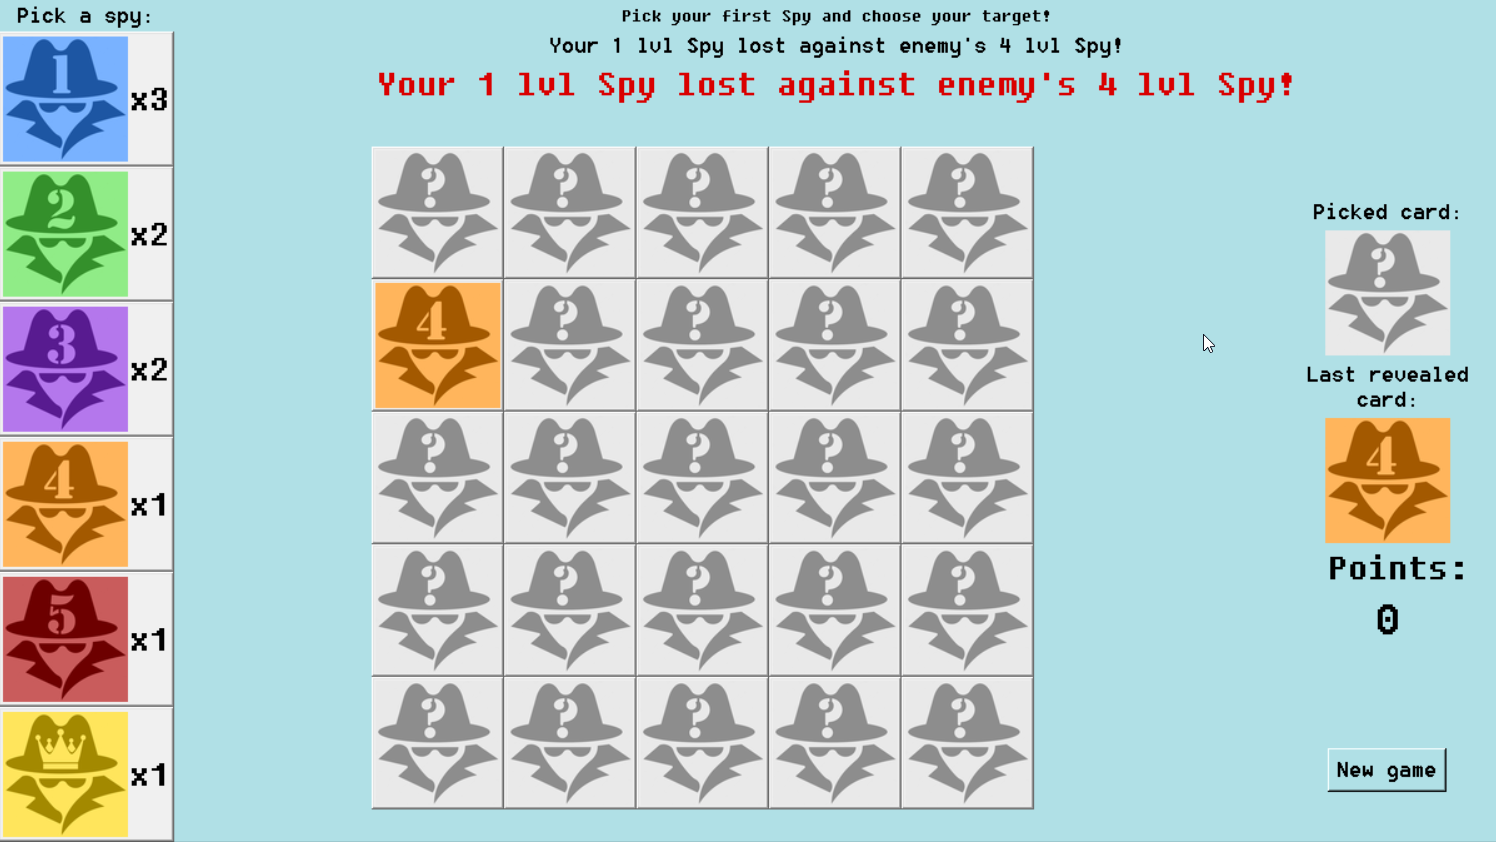 Pick a spy:
Pick your first Spy and choose your target!
Your 1 lvl Spy lost against enemy's 4 lvl Spy!
Your 1 lvl Spy lost against enemy's 4 lvl Spy!
1 x3
2 x2
3 x2
4 x1
5 x1
x1
? ? ? ? ?
4 ? ? ? ?
? ? ? ? ?
? ? ? ? ?
? ? ? ? ?
Picked card:
?
Last revealed
card:
4
Points:
0
New game